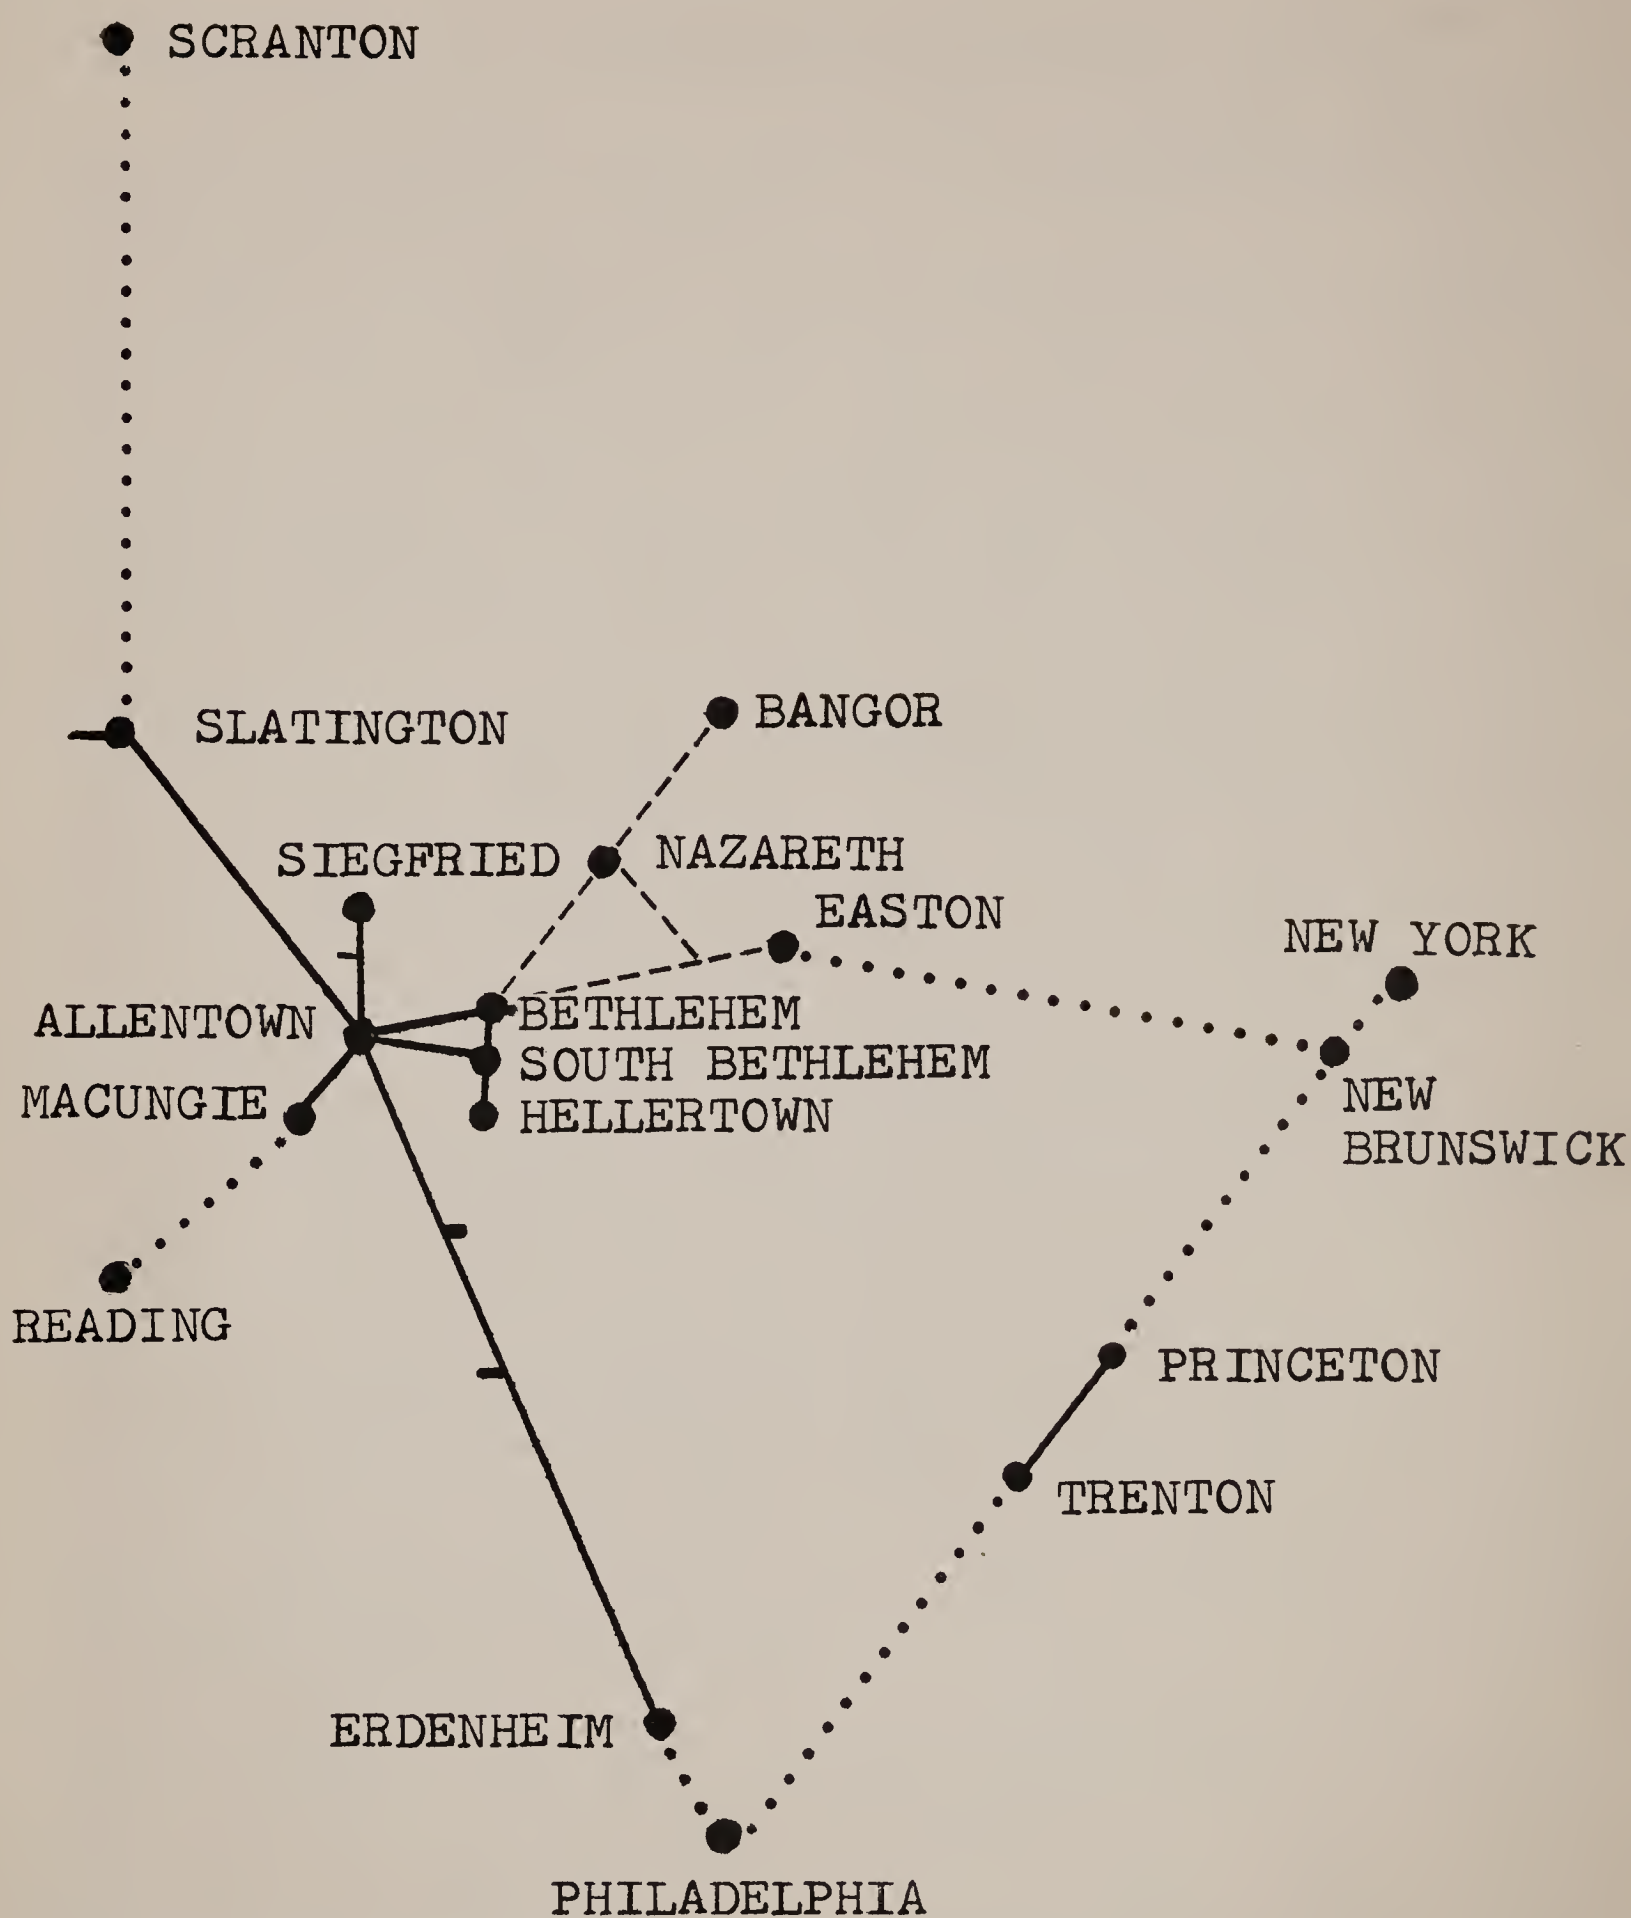 SCRANTON
SLATINGTON
BANGOR
SIEGFRIED
NAZARETH
EASTON
NEW YORK
ALLENTOWN
BETHLEHEM
SOUTH BETHLEHEM
MACUNGIE
HELLERTOWN
NEW
BRUNSWICK
READING
PRINCETON
TRENTON
ERDENHEIM
PHILADELPHIA